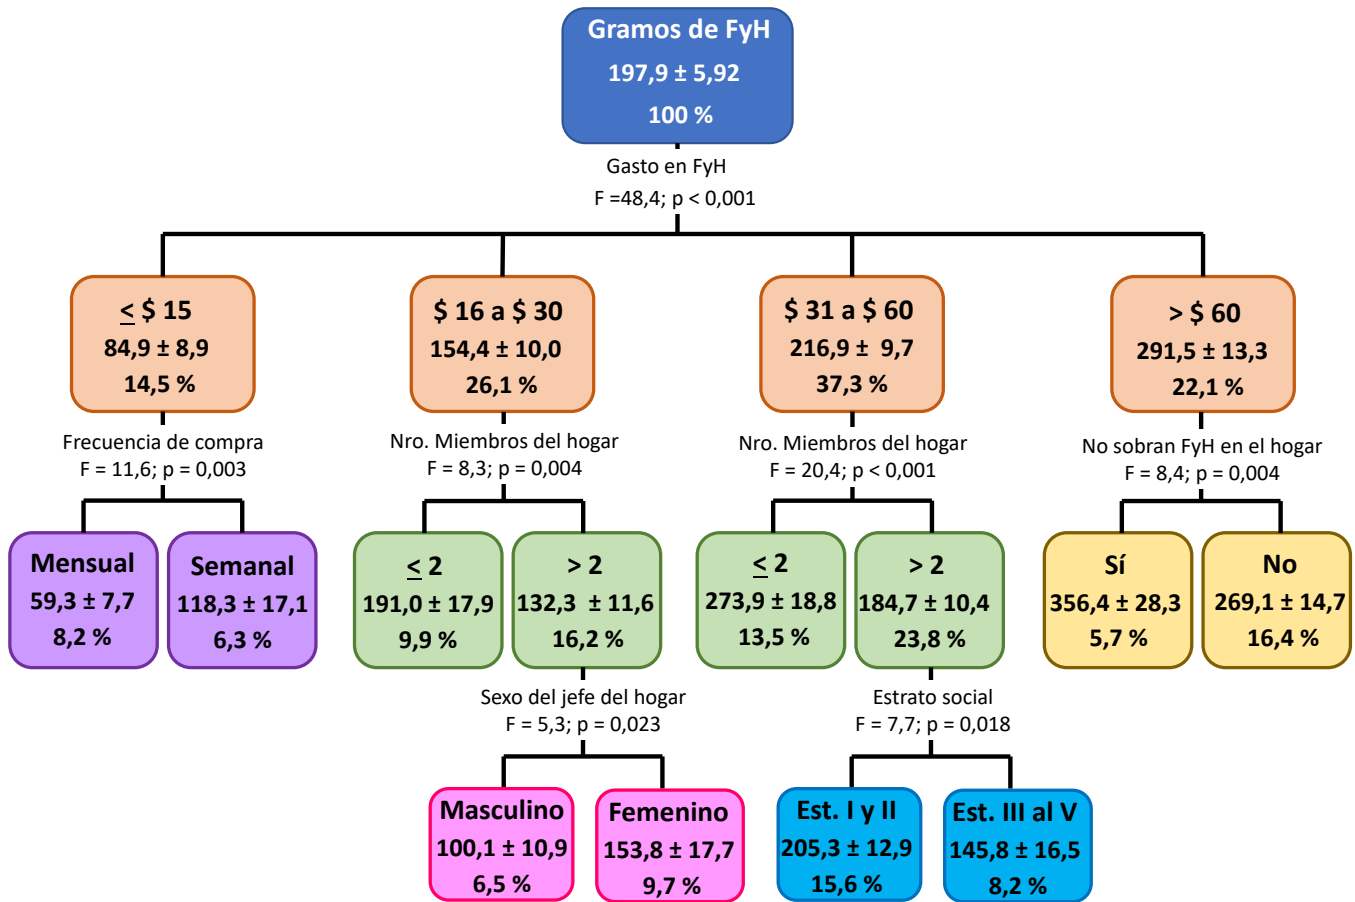 Gramos de FyH
197,9 ± 5,92
100 %
Gasto en FyH
F =48,4; p < 0,001
≤ $ 15
84,9 ± 8,9
14,5 %
$ 16 a $ 30
154,4 ± 10,0
26,1 %
$ 31 a $ 60
216,9 ± 9,7
37,3 %
> $ 60
291,5 ± 13,3
22,1 %
Frecuencia de compra
F = 11,6; p = 0,003
Nro. Miembros del hogar
F = 8,3; p = 0,004
Nro. Miembros del hogar
F = 20,4; p < 0,001
No sobran FyH en el hogar
F = 8,4; p = 0,004
Mensual
59,3 ± 7,7
8,2 %
Semanal
118,3 ± 17,1
6,3 %
≤ 2
191,0 ± 17,9
9,9 %
> 2
132,3 ± 11,6
16,2 %
≤ 2
273,9 ± 18,8
13,5 %
> 2
184,7 ± 10,4
23,8 %
Sí
356,4 ± 28,3
5,7 %
No
269,1 ± 14,7
16,4 %
Sexo del jefe del hogar
F = 5,3; p = 0,023
Estrato social
F = 7,7; p = 0,018
Masculino
100,1 ± 10,9
6,5 %
Femenino
153,8 ± 17,7
9,7 %
Est. I y II
205,3 ± 12,9
15,6 %
Est. III al V
145,8 ± 16,5
8,2 %